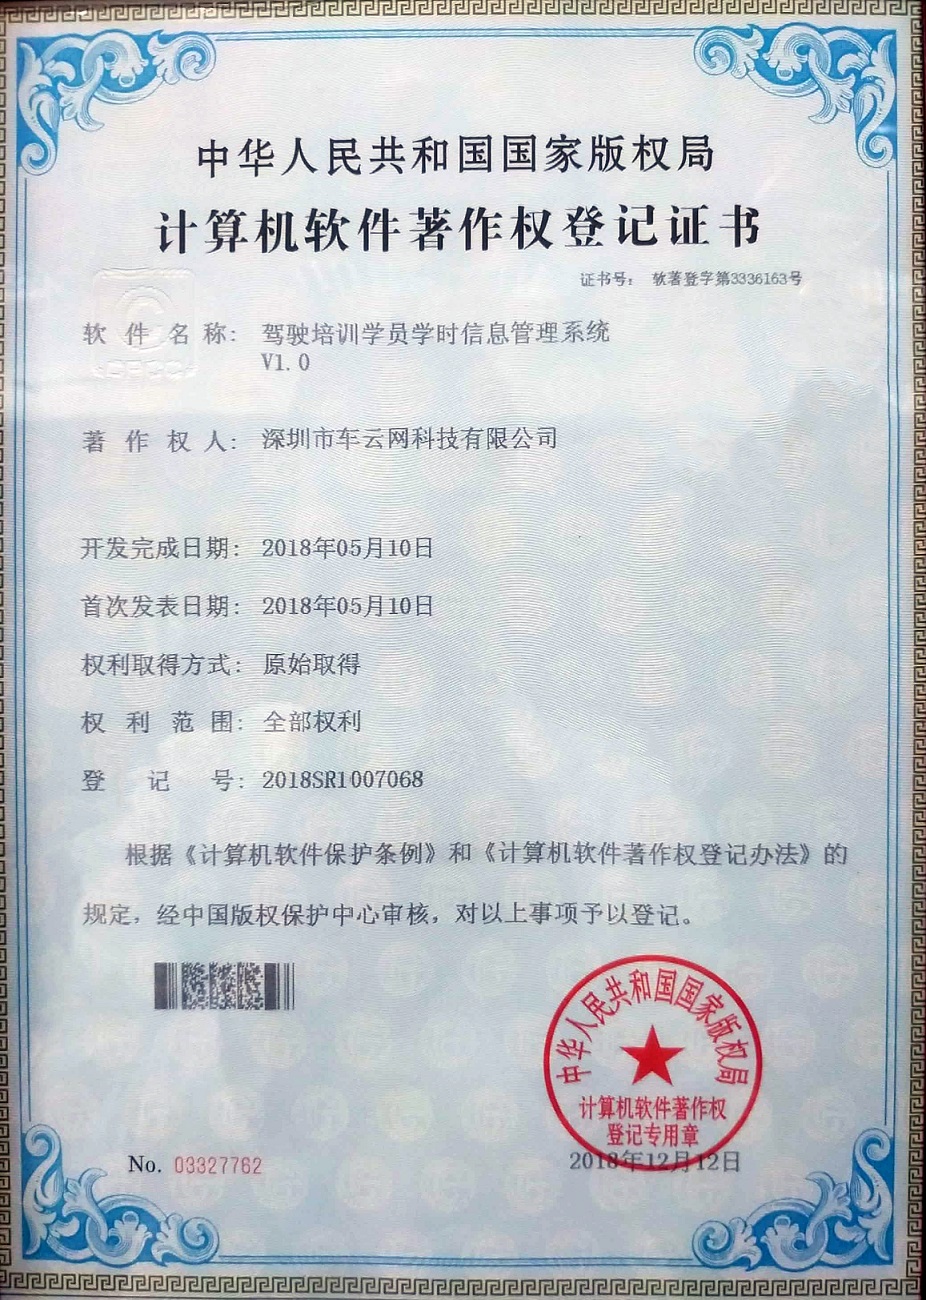 中华人民共和国国家版权局
计算机软件著作权登记证书
证书号： 软著登字第3336163号
软件名称： 驾驶培训学员学时信息管理系统
V1.0
著作权人： 深圳市车云网科技有限公司
开发完成日期： 2018年05月10日
首次发表日期： 2018年05月10日
权利取得方式： 原始取得
权利范围： 全部权利
登记号： 2018SR1007068
根据《计算机软件保护条例》和《计算机软件著作权登记办法》的
规定，经中国版权保护中心审核，对以上事项予以登记。
中华人民共和国国家版权局
计算机软件著作权
登记专用章
No. 03327762
2018年12月12日